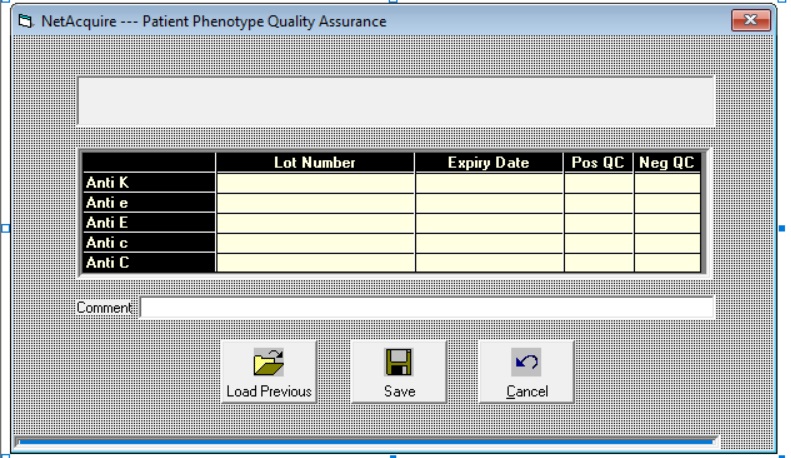 NetAcquire --- Patient Phenotype Quality Assurance
Lot Number Expiry Date Pos QC Neg QC
Anti K
Anti e
Anti E
Anti c
Anti C
Comment
Load Previous Save Cancel